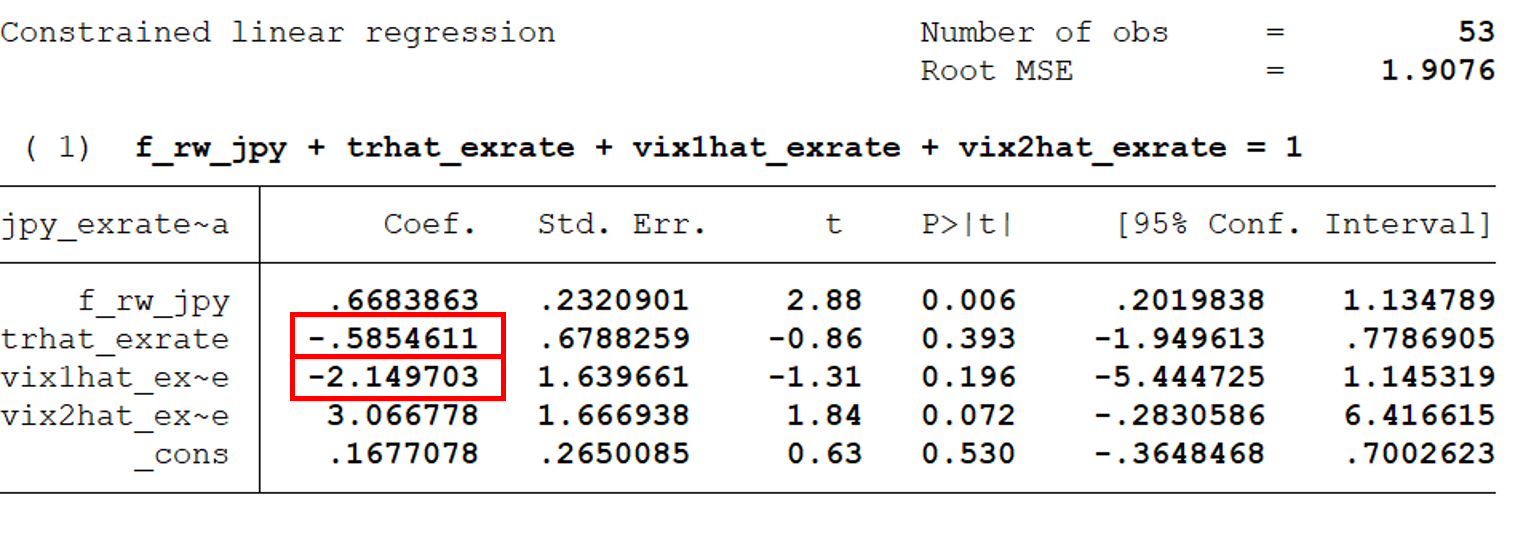 Constrained linear regression Number of obs = 53
Root MSE = 1.9076
( 1) f_rw_jpy + trhat_exrate + vix1hat_exrate + vix2hat_exrate = 1
jpy_exrate~a Coef. Std. Err. t P>|t| [95% Conf. Interval]
f_rw_jpy .6683863 .2320901 2.88 0.006 .2019838 1.134789
trhat_exrate -.5854611 .6788259 -0.86 0.393 -1.949613 .7786905
vix1hat_ex~e -2.149703 1.639661 -1.31 0.196 -5.444725 1.145319
vix2hat_ex~e 3.066778 1.666938 1.84 0.072 -.2830586 6.416615
_cons .1677078 .2650085 0.63 0.530 -.3648468 .7002623